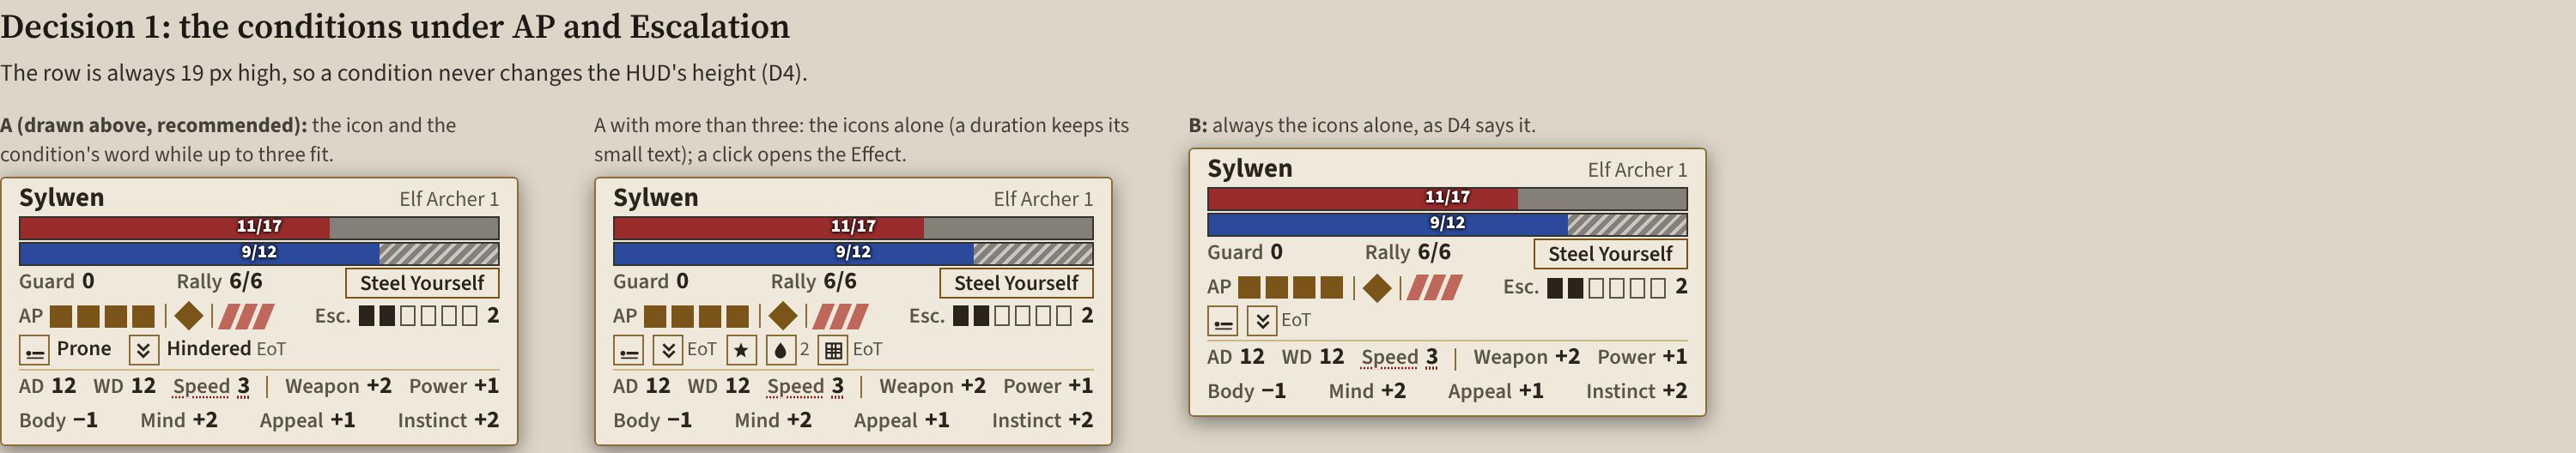 Decision 1: the conditions under AP and Escalation
The row is always 19 px high, so a condition never changes the HUD's height (D4).
A (drawn above, recommended): the icon and the
condition's word while up to three fit.
Sylwen Elf Archer 1
11/17
9/12
Guard 0 Rally 6/6 Steel Yourself
AP Esc. 2
Prone Hindered EoT
AD 12 WD 12 Speed 3 Weapon +2 Power +1
Body −1 Mind +2 Appeal +1 Instinct +2
A with more than three: the icons alone (a duration keeps its
small text); a click opens the Effect.
Sylwen Elf Archer 1
11/17
9/12
Guard 0 Rally 6/6 Steel Yourself
AP Esc. 2
EoT 2 EoT
AD 12 WD 12 Speed 3 Weapon +2 Power +1
Body −1 Mind +2 Appeal +1 Instinct +2
B: always the icons alone, as D4 says it.
Sylwen Elf Archer 1
11/17
9/12
Guard 0 Rally 6/6 Steel Yourself
AP Esc. 2
EoT
AD 12 WD 12 Speed 3 Weapon +2 Power +1
Body −1 Mind +2 Appeal +1 Instinct +2